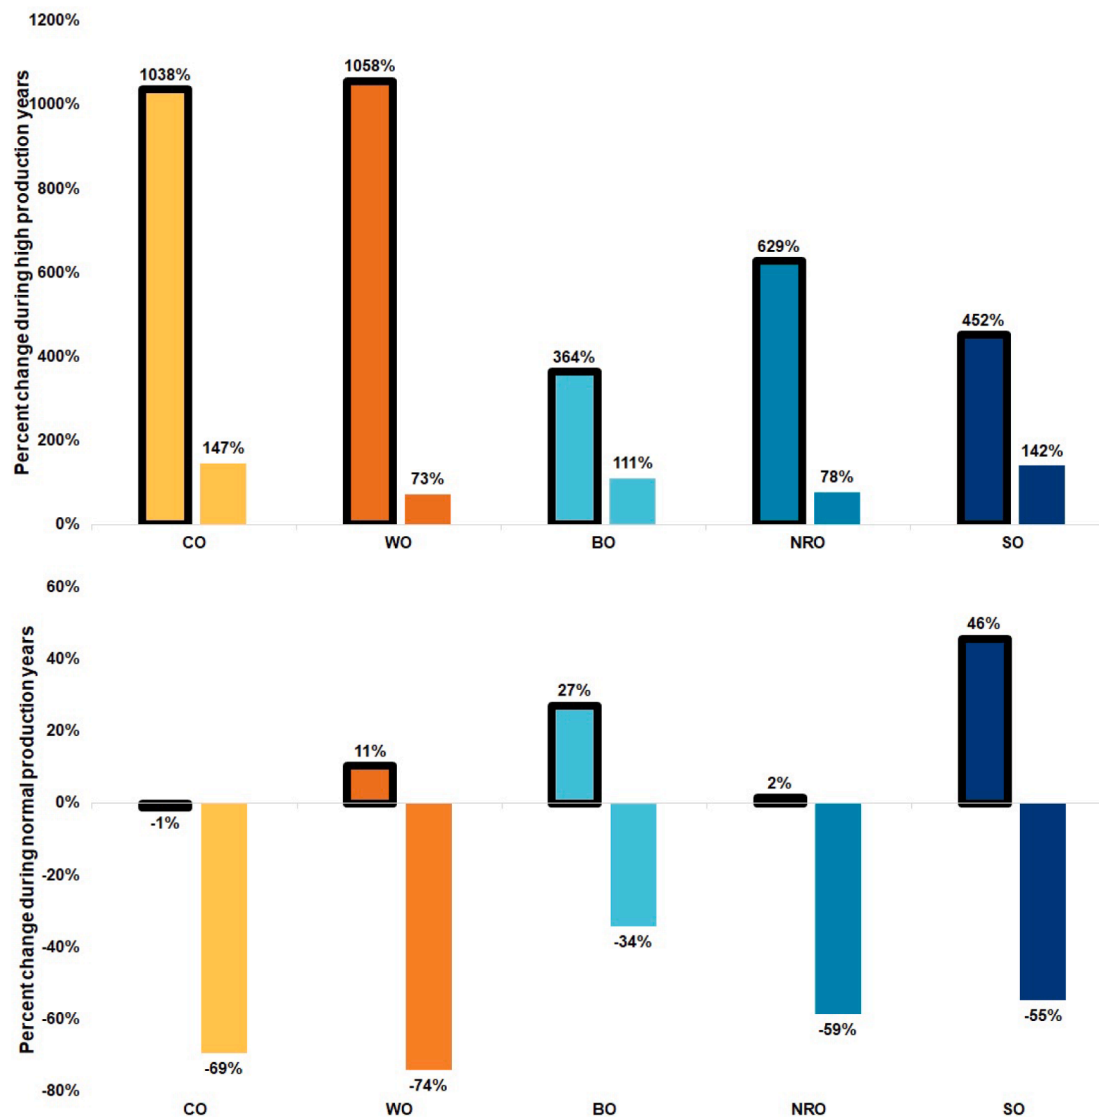 Percent change during high production years
1200%
1000%
800%
600%
400%
200%
0%
1038%
147%
1058%
73%
364%
111%
629%
78%
452%
142%
CO
WO
BO
NRO
SO
Percent change during normal production years
60%
40%
20%
0%
-20%
-40%
-60%
-80%
-1%
-69%
11%
-74%
27%
-34%
2%
-59%
46%
-55%
CO
WO
BO
NRO
SO